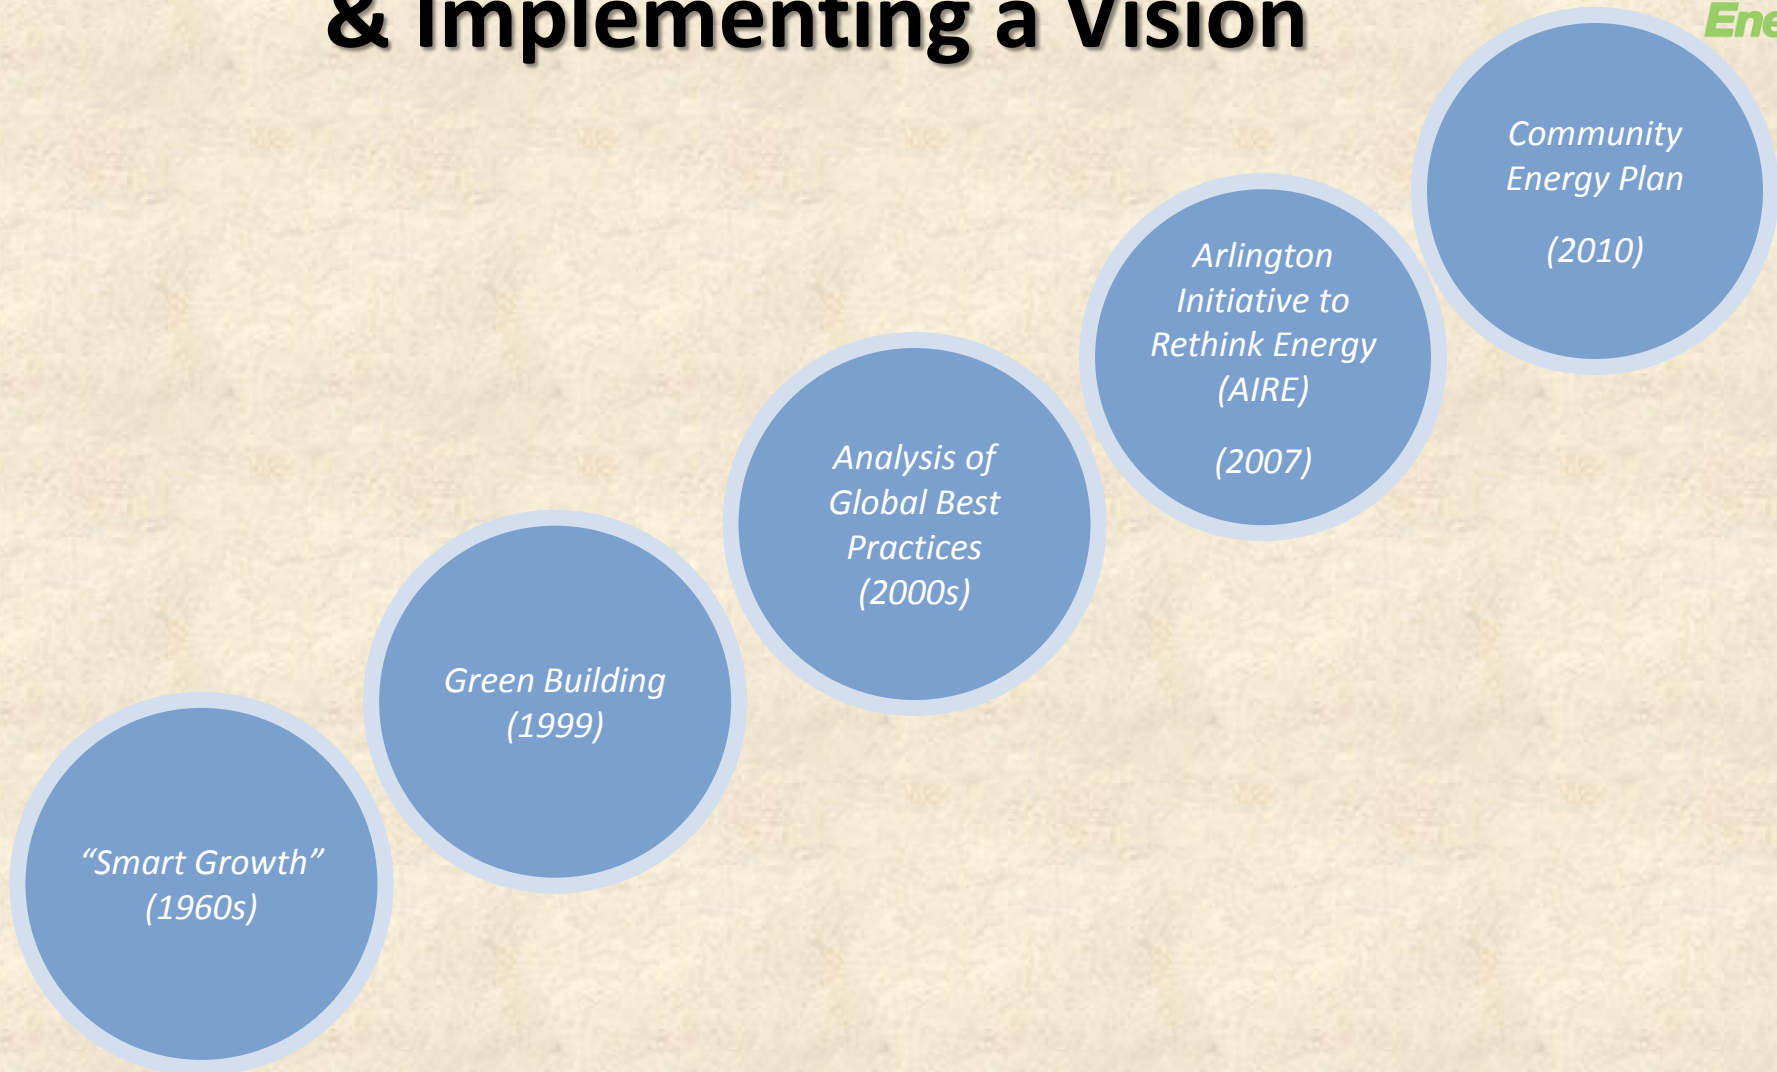 & Implementing a Vision
Community
Energy Plan
(2010)
Arlington
Initiative to
Rethink Energy
(AIRE)
(2007)
Analysis of
Global Best
Practices
(2000s)
Green Building
(1999)
“Smart Growth”
(1960s)